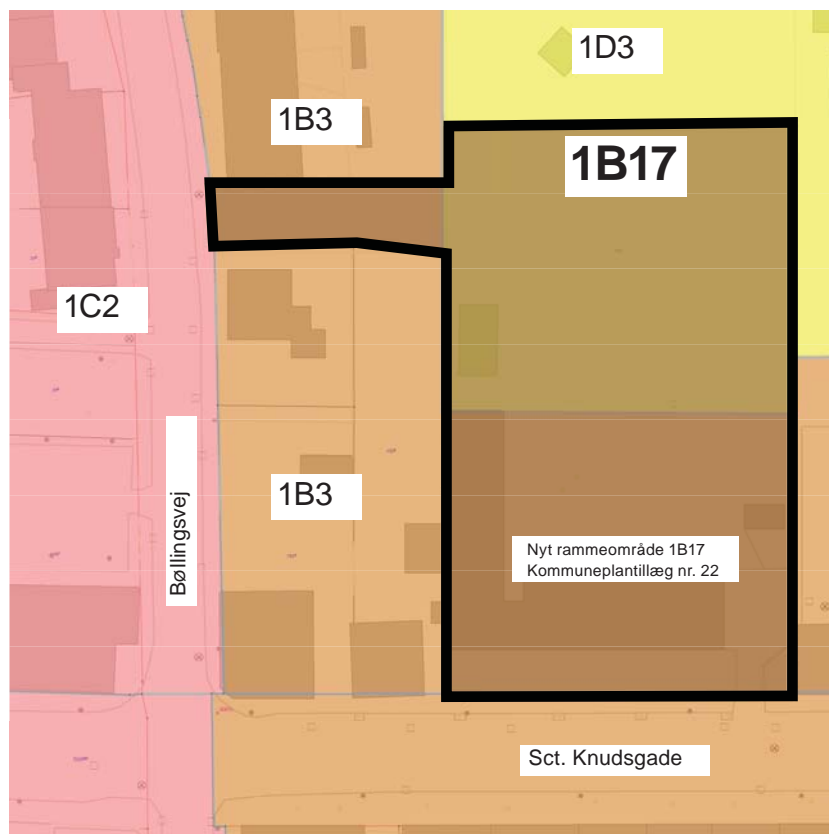 1D3
1B3
1B17
1C2
1B3
Bøllingsvej
Nyt rammeområde 1B17
Kommuneplantillæg nr. 22
Sct. Knudsgade